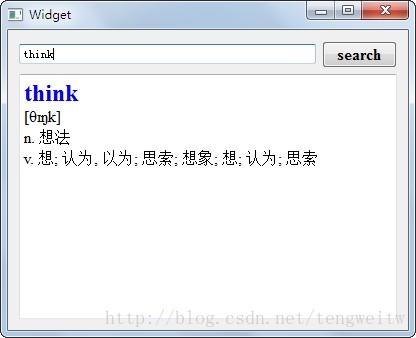 Widget
think
search
think
[θɪŋk]
n. 想法
v. 想; 认为, 以为; 思索; 想象; 想; 认为; 思索
http://blog.csdn.net/tengweitw